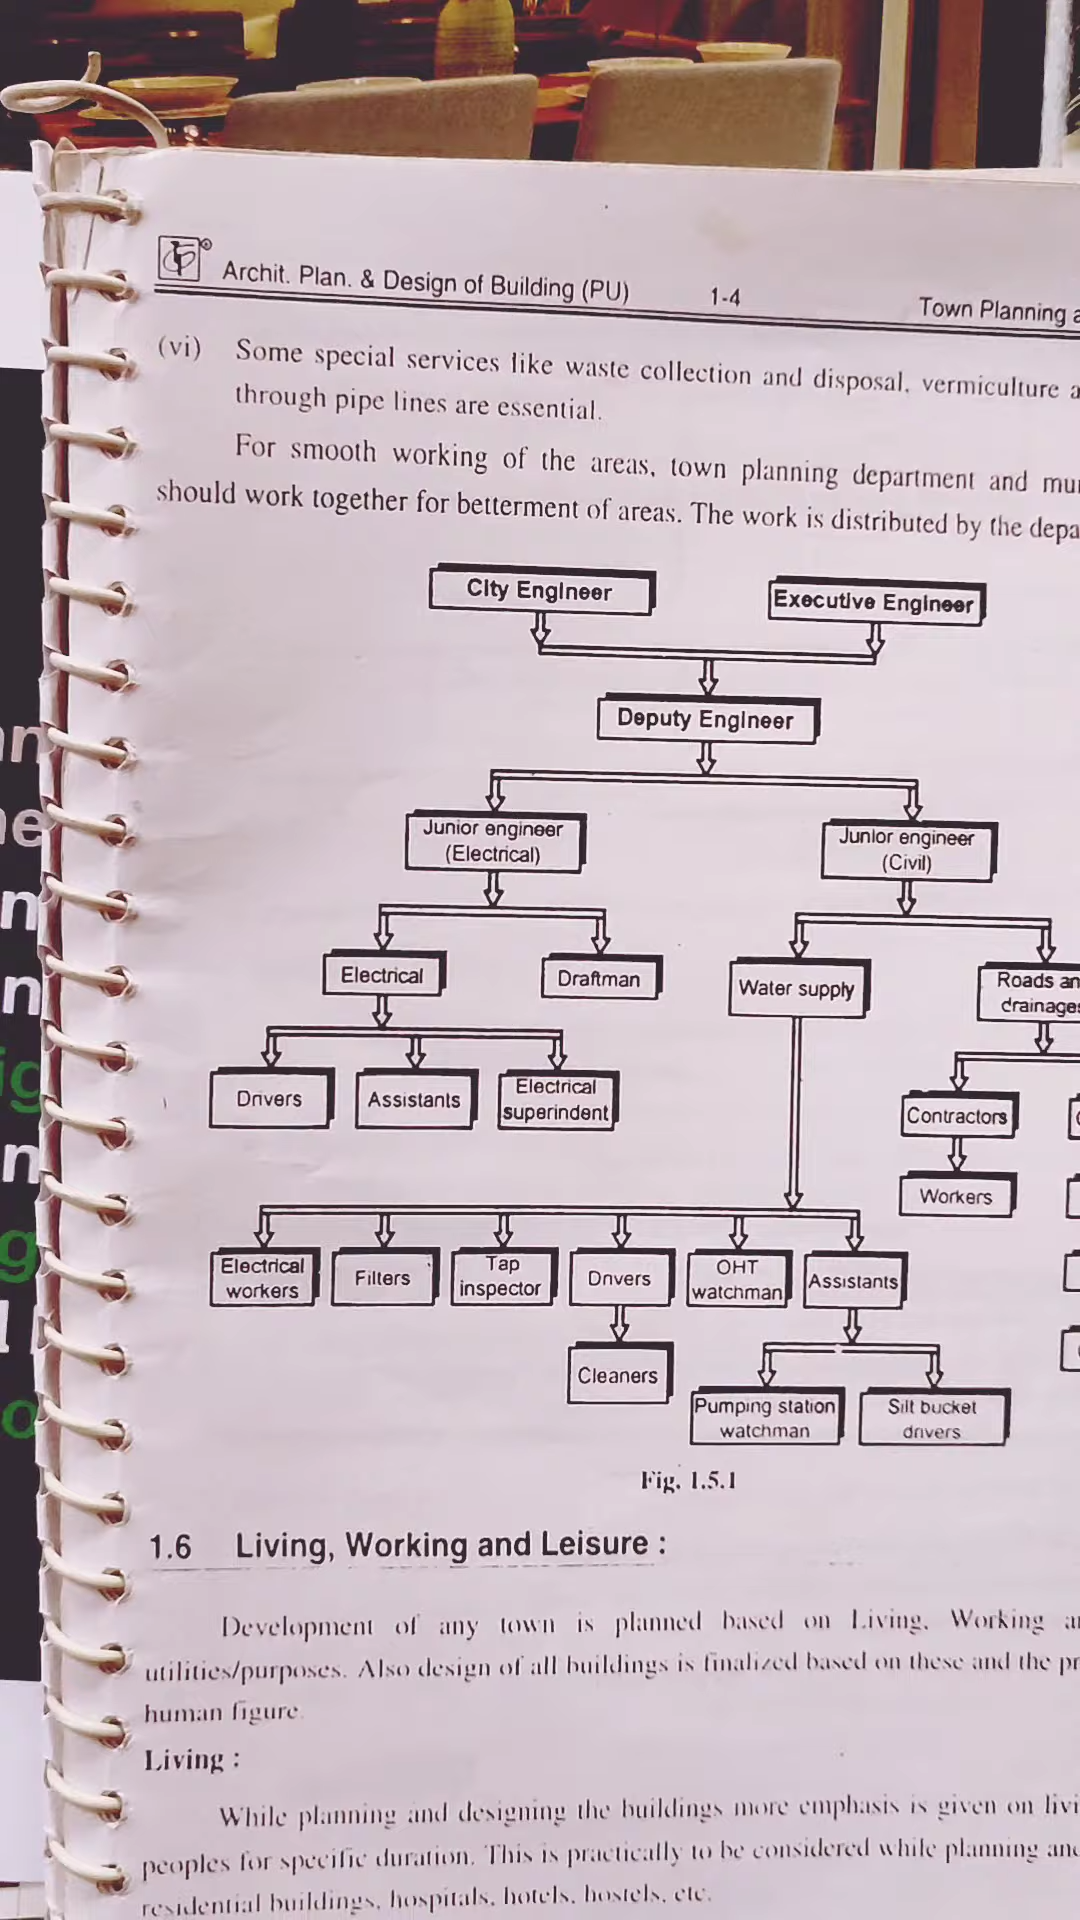 Archit. Plan. & Design of Building (PU) 1-4 Town Planning
(vi) Some special services like waste collection and disposal, vermiculture
through pipe lines are essential.
For smooth working of the areas, town planning department and
should work together for betterment of areas. The work is distributed by the
City Engineer
Executive Engineer
Deputy Engineer
Junior engineer
(Electrical)
Junior engineer
(Civil)
Electrical
Draftman
Water supply
Roads
drainage
Drivers
Assistants
Electrical
superindent
Contractors
Workers
Electrical
workers
Filters
Tap
inspector
Drivers
OHT
watchman
Assistants
Cleaners
Pumping station
watchman
Silt bucket
drivers
Fig. 1.5.1
1.6 Living, Working and Leisure :
Development of any town is planned based on Living, Working
utilities/purposes. Also design of all buildings is finalized based on these and the
human figure.
Living :
While planning and designing the buildings more emphasis is given on
peoples for specific duration. This is practically to be considered while planning
residential buildings, hospitals, hotels, hostels, etc.